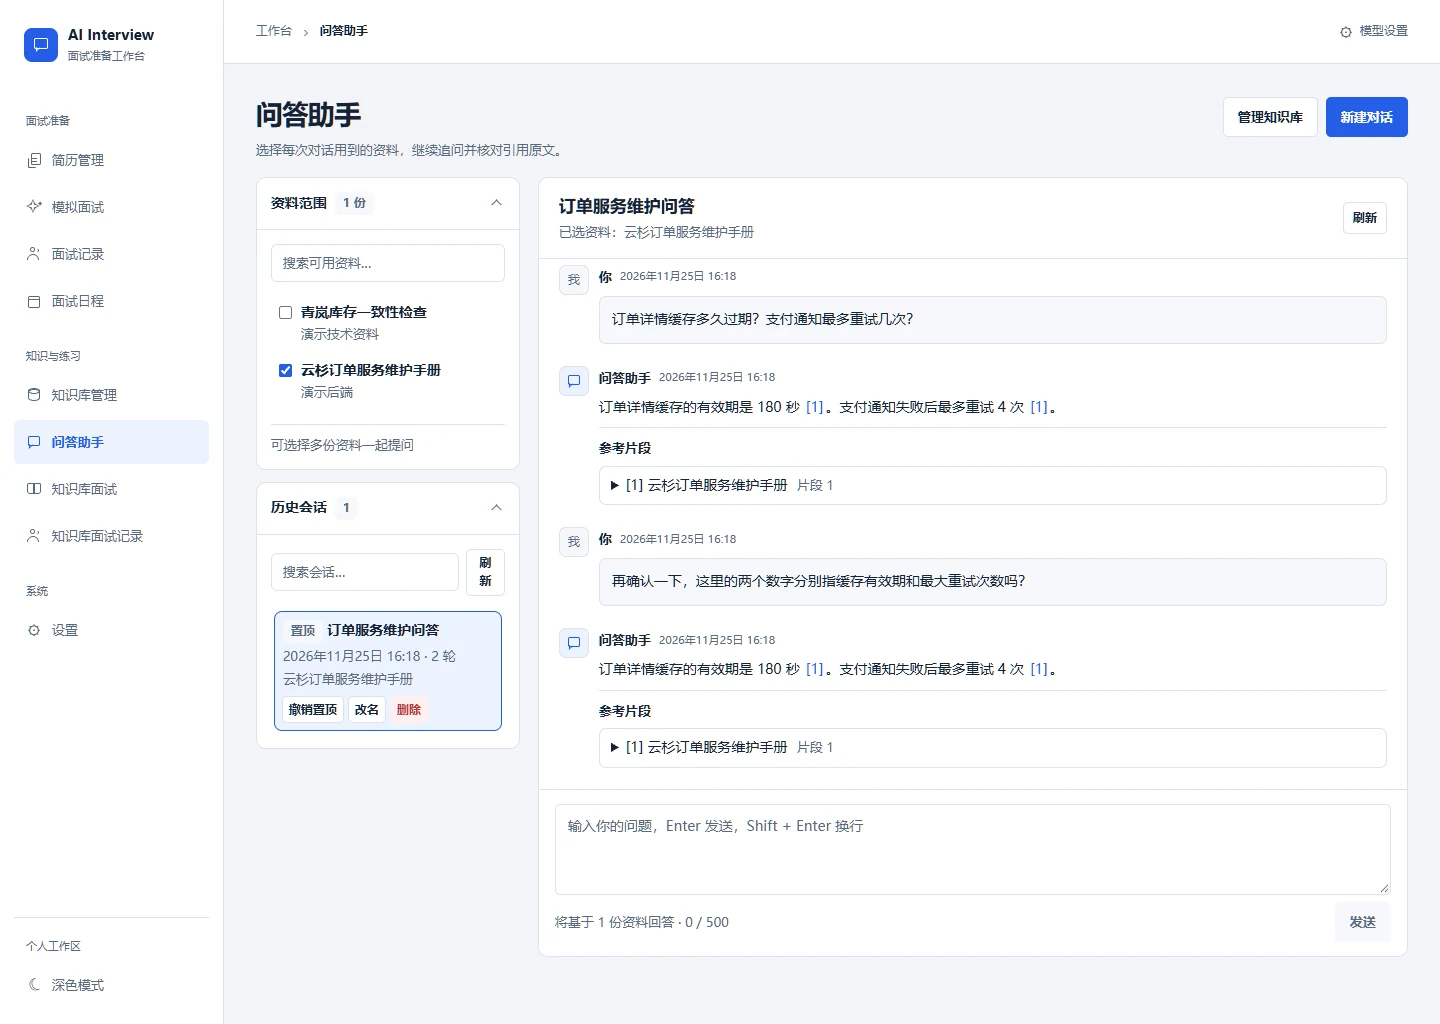 AI Interview
面试准备工作台
面试准备
简历管理
模拟面试
面试记录
面试日程
知识与练习
知识库管理
问答助手
知识库面试
知识库面试记录
系统
设置
个人工作区
深色模式
工作台 › 问答助手
模型设置
问答助手
选择每次对话用到的资料，继续追问并核对引用原文。
管理知识库
新建对话
资料范围 1 份
搜索可用资料...
青岚库存一致性检查
演示技术资料
云杉订单服务维护手册
演示后端
可选择多份资料一起提问
历史会话 1
搜索会话...
刷
新
置顶 订单服务维护问答
2026年11月25日 16:18 · 2 轮
云杉订单服务维护手册
撤销置顶 改名 删除
订单服务维护问答
已选资料：云杉订单服务维护手册
刷新
我 你 2026年11月25日 16:18
订单详情缓存多久过期？支付通知最多重试几次？
问答助手 2026年11月25日 16:18
订单详情缓存的有效期是 180 秒 [1]。支付通知失败后最多重试 4 次 [1]。
参考片段
▶ [1] 云杉订单服务维护手册 片段 1
我 你 2026年11月25日 16:18
再确认一下，这里的两个数字分别指缓存有效期和最大重试次数吗？
问答助手 2026年11月25日 16:18
订单详情缓存的有效期是 180 秒 [1]。支付通知失败后最多重试 4 次 [1]。
参考片段
▶ [1] 云杉订单服务维护手册 片段 1
输入你的问题，Enter 发送，Shift + Enter 换行
将基于 1 份资料回答 · 0 / 500
发送